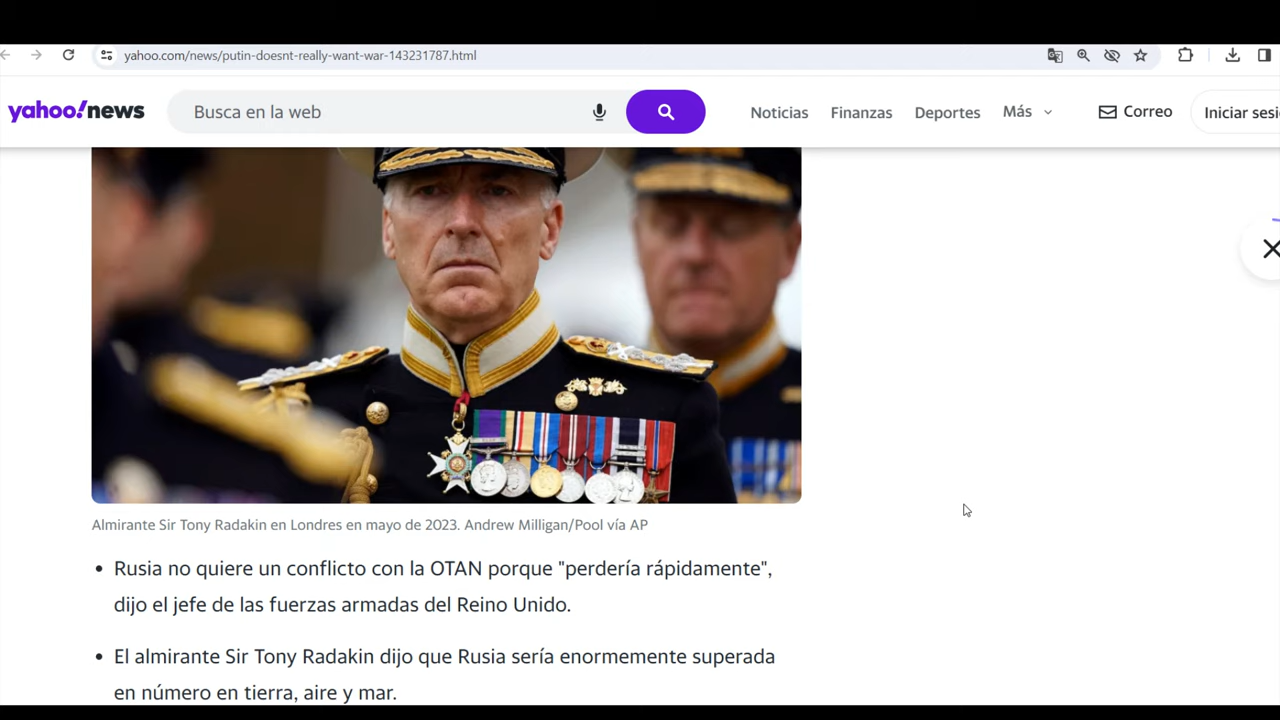 yahoo.com/news/putin-doesnt-really-want-war-143231787.html
yahoo!news
Busca en la web
Noticias
Finanzas
Deportes
Más
Correo
Iniciar sesi
Almirante Sir Tony Radakin en Londres en mayo de 2023. Andrew Milligan/Pool vía AP
• Rusia no quiere un conflicto con la OTAN porque "perdería rápidamente",
dijo el jefe de las fuerzas armadas del Reino Unido.
• El almirante Sir Tony Radakin dijo que Rusia sería enormemente superada
en número en tierra, aire y mar.